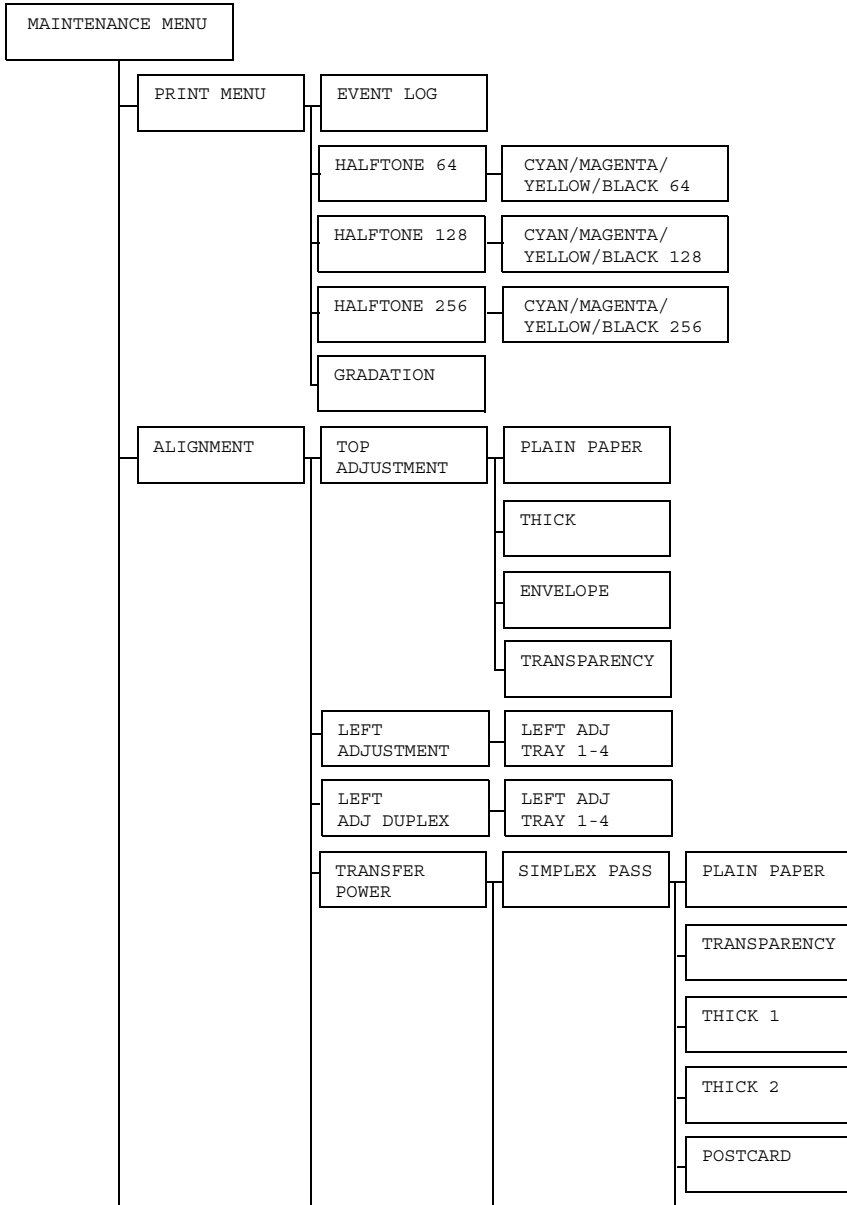 MAINTENANCE MENU
PRINT MENU
EVENT LOG
HALFTONE 64
CYAN/MAGENTA/
YELLOW/BLACK 64
HALFTONE 128
CYAN/MAGENTA/
YELLOW/BLACK 128
HALFTONE 256
CYAN/MAGENTA/
YELLOW/BLACK 256
GRADATION
ALIGNMENT
TOP
ADJUSTMENT
PLAIN PAPER
THICK
ENVELOPE
TRANSPARENCY
LEFT
ADJUSTMENT
LEFT ADJ
TRAY 1-4
LEFT
ADJ DUPLEX
LEFT ADJ
TRAY 1-4
TRANSFER
POWER
SIMPLEX PASS
PLAIN PAPER
TRANSPARENCY
THICK 1
THICK 2
POSTCARD